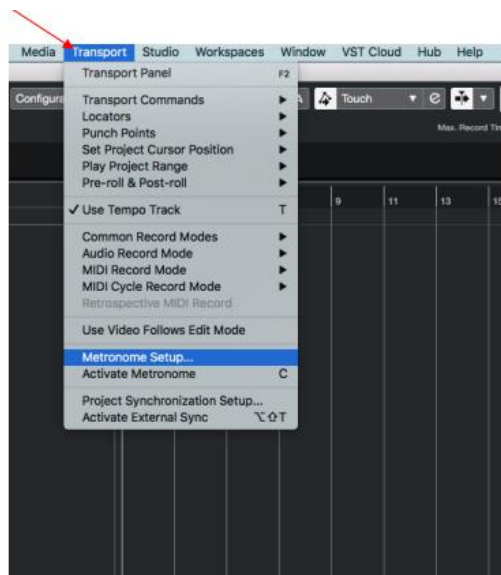 Media Transport Studio Workspaces Window VST Cloud Hub Help
Transport Panel F2
Configura
Touch
Transport Commands
Locators
Max. Record
Punch Points
Set Project Cursor Position
Play Project Range
Pre-roll & Post-roll
9 11 13 15
Use Tempo Track T
Common Record Modes
Audio Record Mode
MIDI Record Mode
MIDI Cycle Record Mode
Retrospective MIDI Record
Use Video Follows Edit Mode
Metronome Setup...
Activate Metronome C
Project Synchronization Setup...
Activate External Sync ⌥⇧T